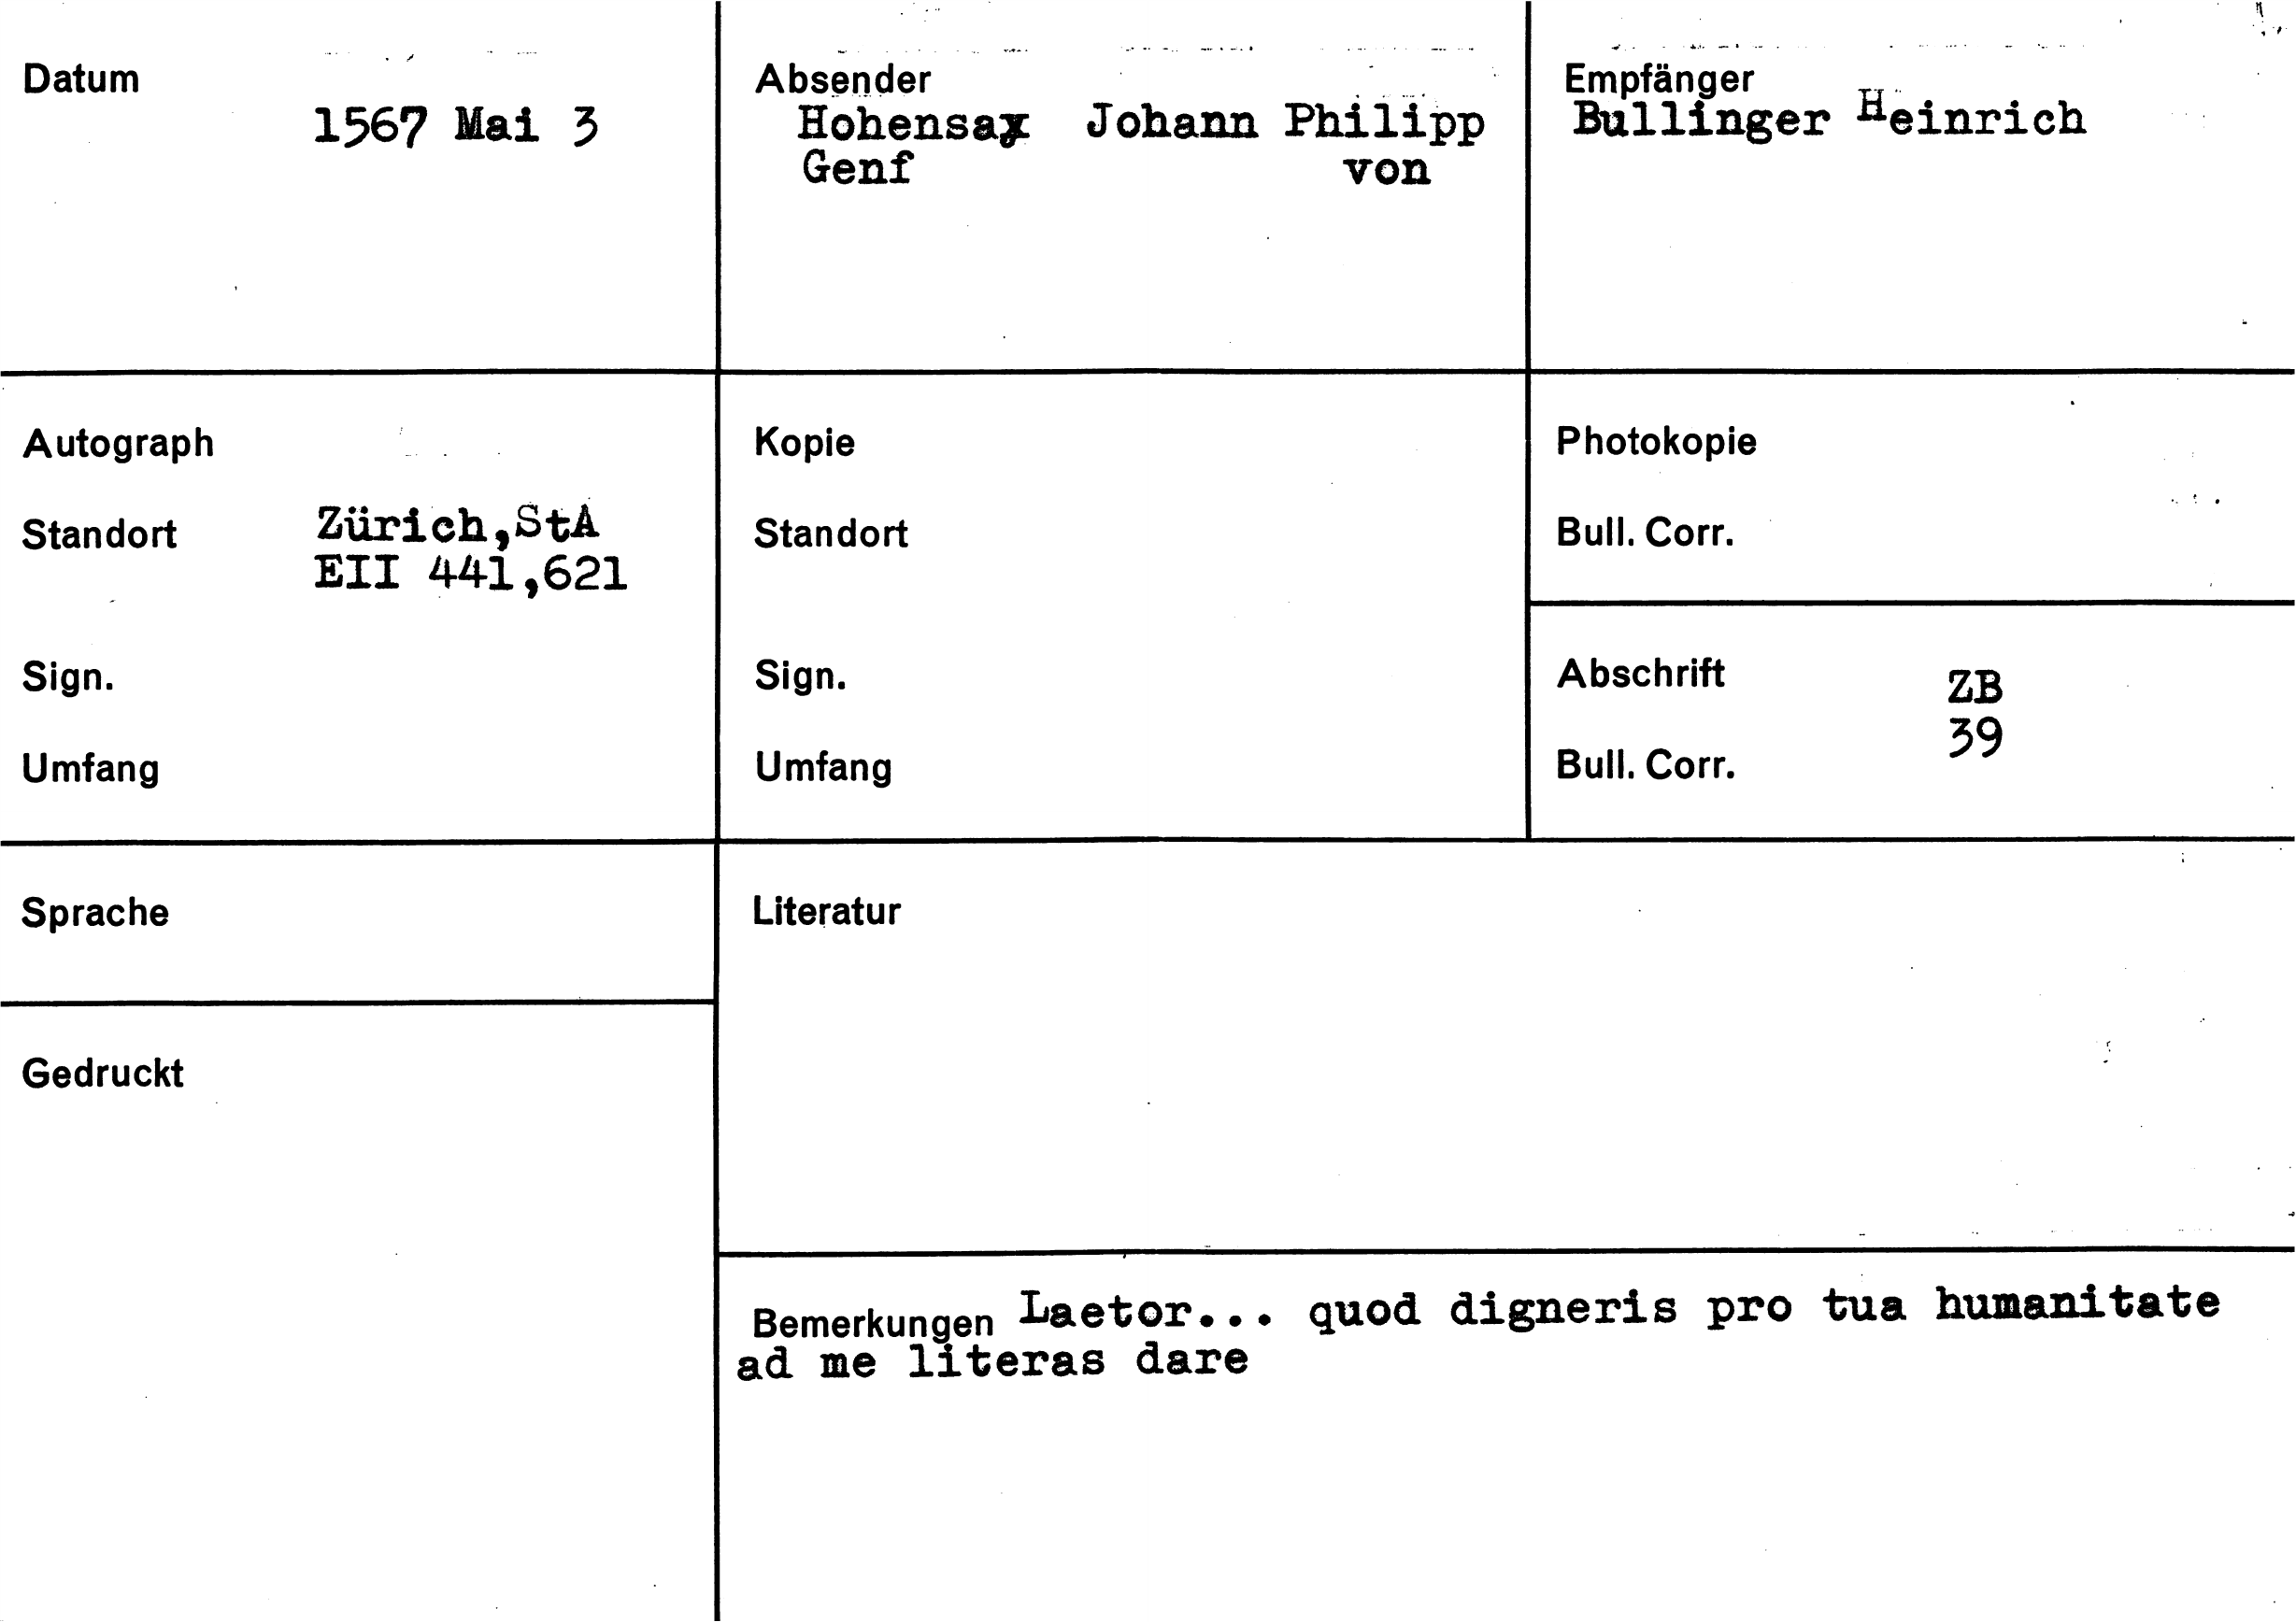 Datum
1567 Mai 3
Absender
Hohensax Johann Philipp
Genf von
Empfänger
Bullinger Heinrich
Autograph
Standort Zürich,StA
EII 441,621
Sign.
Umfang
Kopie
Standort
Sign.
Umfang
Photokopie
Bull. Corr.
Abschrift ZB
39
Bull. Corr.
Sprache
Gedruckt
Literatur
Bemerkungen Laetor... quod digneris pro tua humanitate
ad me literas dare